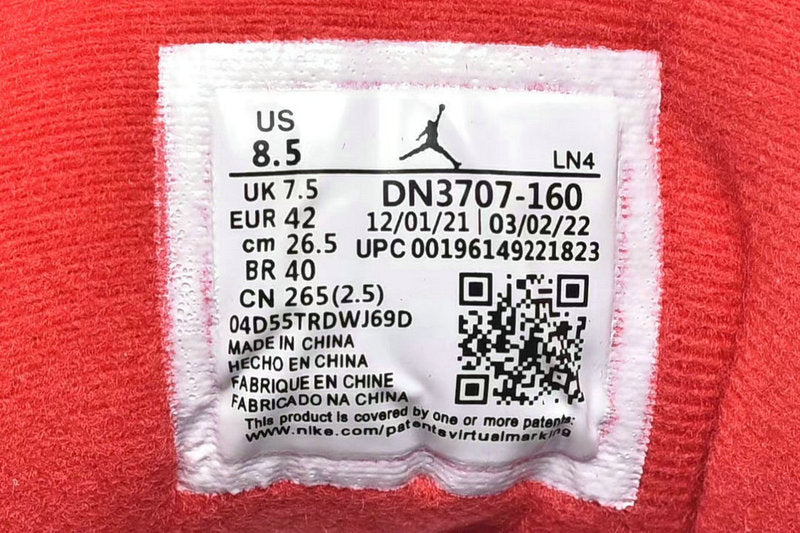 US
8.5
LN4
UK 7.5
EUR 42
cm 26.5
BR 40
CN 265(2.5)
DN3707-160
12/01/21 | 03/02/22
UPC 00196149221823
04D55TRDWJ69D
MADE IN CHINA
HECHO EN CHINA
FABRIQUE EN CHINE
FABRICADO NA CHINA
This product is covered by one or more patents:
www.nike.com/patentsvirtualmarking